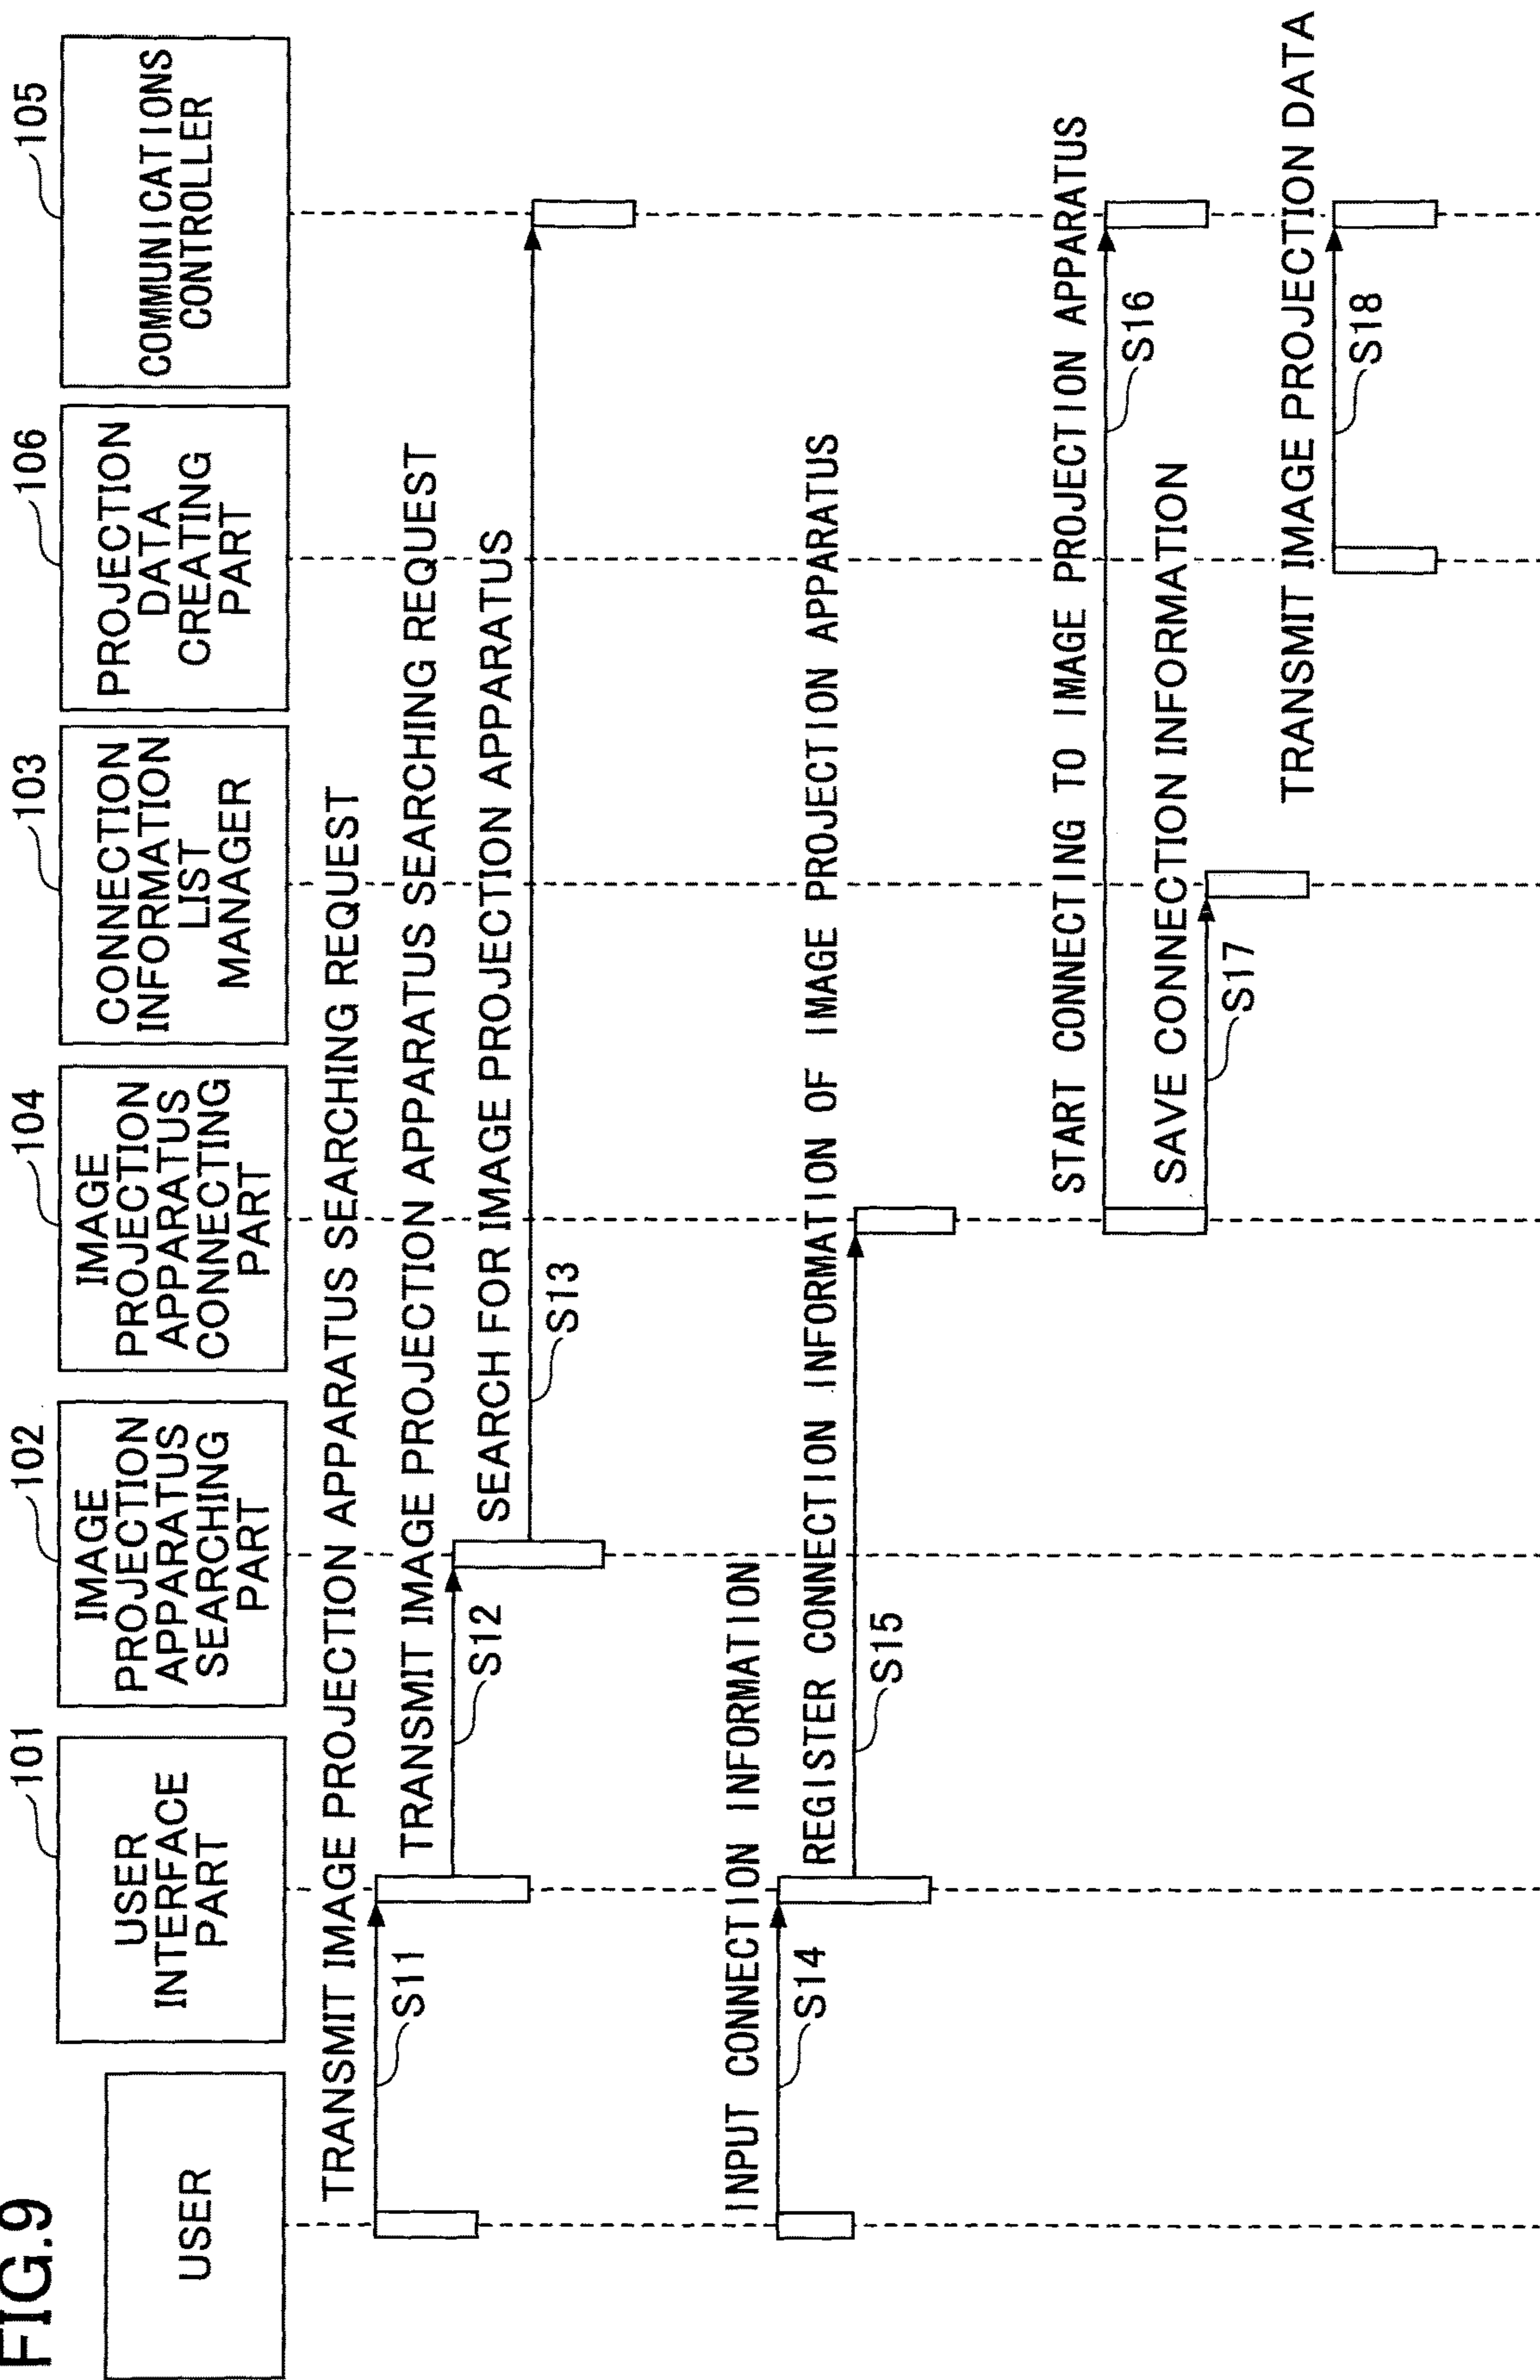 FIG.9
USER
101
USER
INTERFACE
PART
102
IMAGE
PROJECTION
APPARATUS
SEARCHING
PART
104
IMAGE
PROJECTION
APPARATUS
CONNECTING
PART
103
CONNECTION
INFORMATION
LIST
MANAGER
106
PROJECTION
DATA
CREATING
PART
105
COMMUNICATIONS
CONTROLLER
TRANSMIT IMAGE PROJECTION APPARATUS SEARCHING REQUEST
S11
TRANSMIT IMAGE PROJECTION APPARATUS SEARCHING REQUEST
S12
SEARCH FOR IMAGE PROJECTION APPARATUS
S13
INPUT CONNECTION INFORMATION
S14
REGISTER CONNECTION INFORMATION OF IMAGE PROJECTION APPARATUS
S15
START CONNECTING TO IMAGE PROJECTION APPARATUS
S16
SAVE CONNECTION INFORMATION
S17
TRANSMIT IMAGE PROJECTION DATA
S18